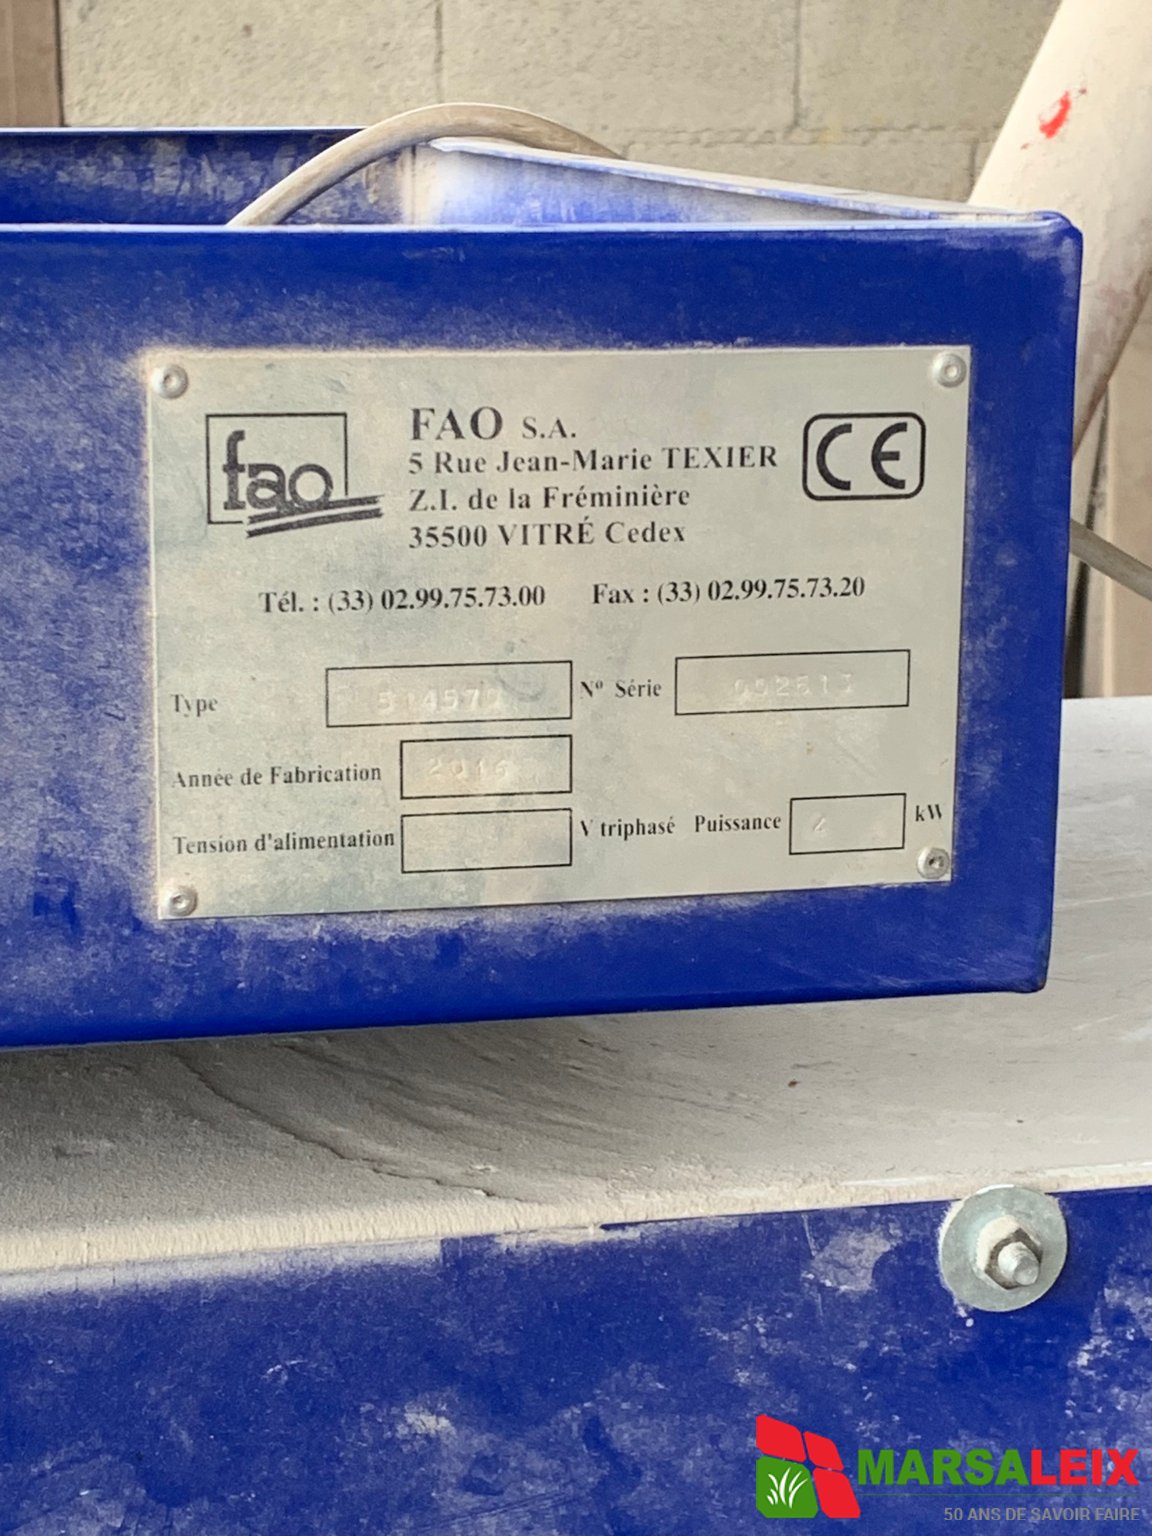 fao
FAO S.A.
5 Rue Jean-Marie TEXIER
Z.I. de la Fréminière
35500 VITRÉ Cedex
CE
Tél. : (33) 02.99.75.73.00 Fax : (33) 02.99.75.73.20
Type N° Série
Année de Fabrication 2016
Tension d'alimentation V triphasé Puissance kW
MARSALEIX
50 ANS DE SAVOIR FAIRE